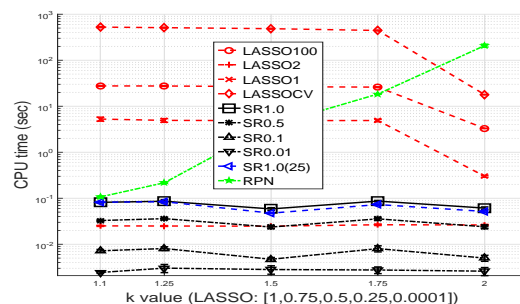 10³
10²
10¹
10⁰
10⁻¹
10⁻²
CPU time (sec)
LASSO100
LASSO2
LASSO1
LASSOCV
SR1.0
SR0.5
SR0.1
SR0.01
SR1.0(25)
RPN
1.1 1.25 1.5 1.75 2
k value (LASSO: [1,0.75,0.5,0.25,0.0001])